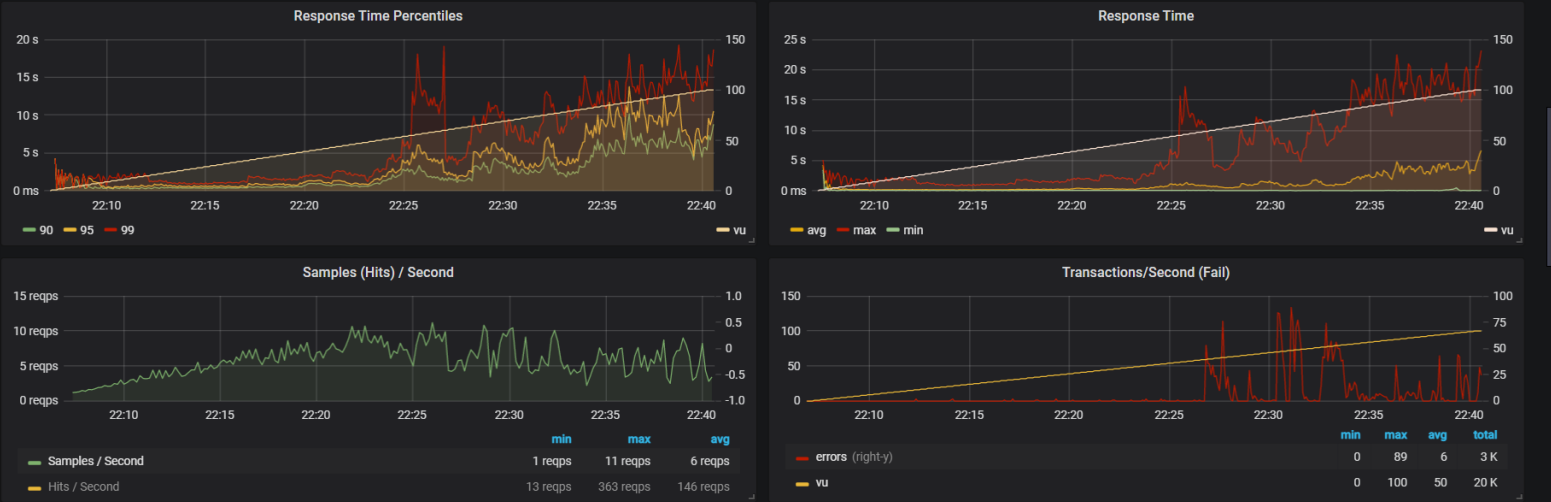 Response Time Percentiles
20 s
15 s
10 s
5 s
0 ms
150
100
50
0
22:10 22:15 22:20 22:25 22:30 22:35 22:40
90 95 99 vu
Response Time
25 s
20 s
15 s
10 s
5 s
0 ms
150
100
50
0
22:10 22:15 22:20 22:25 22:30 22:35 22:40
avg max min vu
Samples (Hits) / Second
15 reqps
10 reqps
5 reqps
0 reqps
1.0
0.5
0
-0.5
-1.0
22:10 22:15 22:20 22:25 22:30 22:35 22:40
min max avg
Samples / Second 1 reqps 11 reqps 6 reqps
Hits / Second 13 reqps 363 reqps 146 reqps
Transactions/Second (Fail)
150
100
50
0
100
75
50
25
0
22:10 22:15 22:20 22:25 22:30 22:35 22:40
min max avg total
errors (right-y) 0 89 6 3 K
vu 0 100 50 20 K